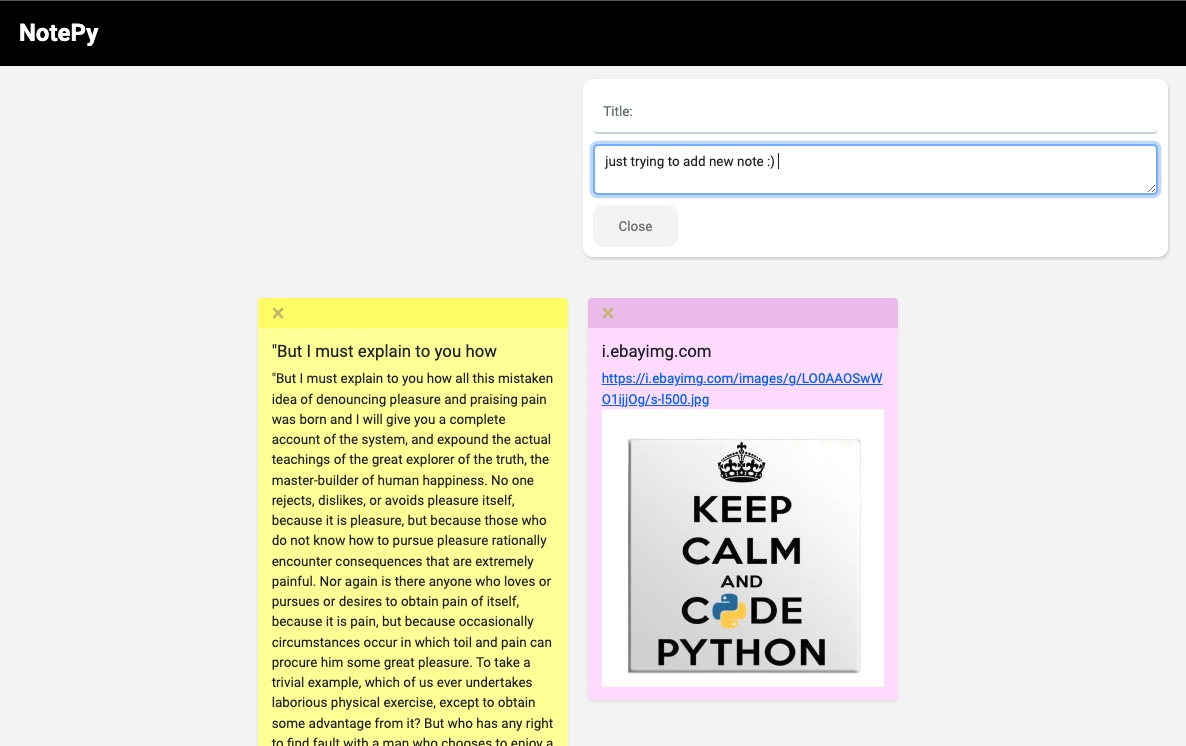 NotePy
Title:
just trying to add new note :)
Close
×
"But I must explain to you how
"But I must explain to you how all this mistaken
idea of denouncing pleasure and praising pain
was born and I will give you a complete
account of the system, and expound the actual
teachings of the great explorer of the truth, the
master-builder of human happiness. No one
rejects, dislikes, or avoids pleasure itself,
because it is pleasure, but because those who
do not know how to pursue pleasure rationally
encounter consequences that are extremely
painful. Nor again is there anyone who loves or
pursues or desires to obtain pain of itself,
because it is pain, but because occasionally
circumstances occur in which toil and pain can
procure him some great pleasure. To take a
trivial example, which of us ever undertakes
laborious physical exercise, except to obtain
some advantage from it? But who has any right
to find fault with a man who chooses to enjoy a
×
i.ebayimg.com
https://i.ebayimg.com/images/g/LO0AAOSwW
O1ijjOg/s-l500.jpg
KEEP
CALM
AND
CODE
PYTHON